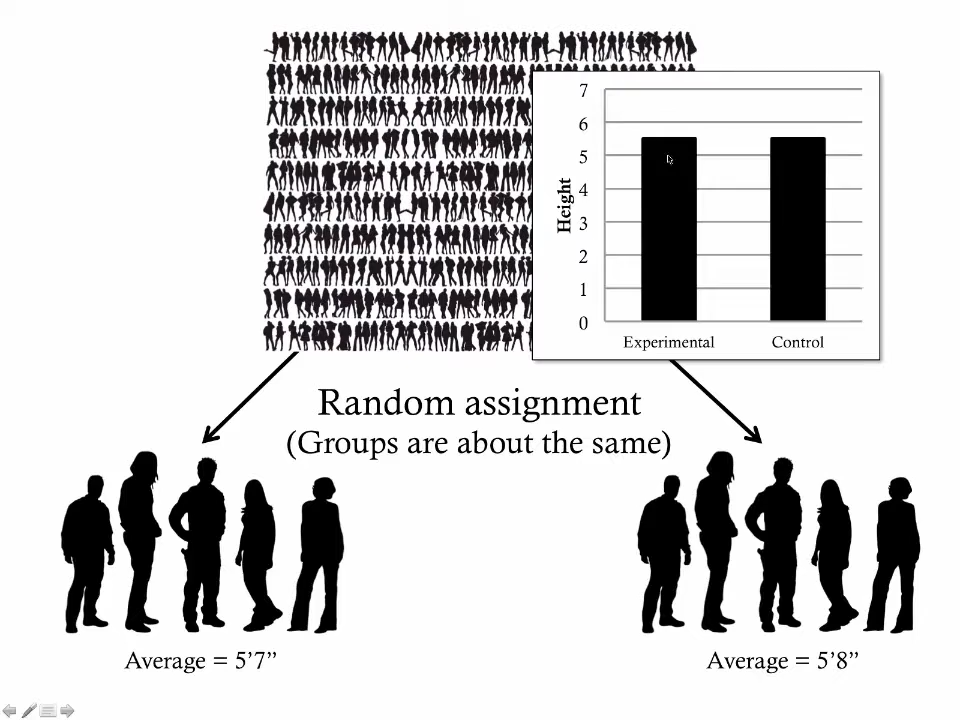 7
6
5
4
3
2
1
0
Height
Experimental Control
Random assignment
(Groups are about the same)
Average = 5’7”
Average = 5’8”